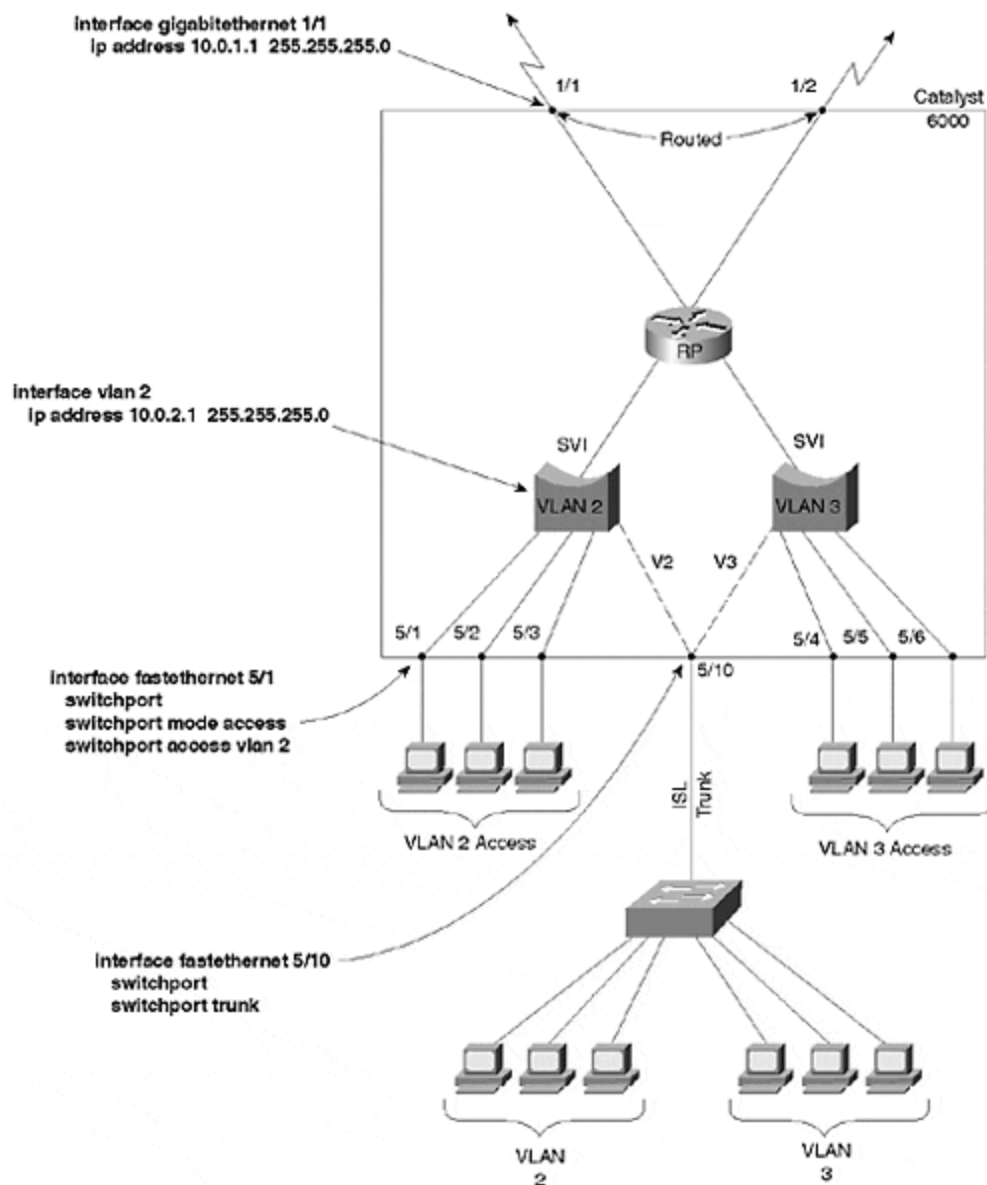 interface gigabitethernet 1/1
ip address 10.0.1.1 255.255.255.0
1/1
1/2
Catalyst
6000
Routed
RP
interface vlan 2
ip address 10.0.2.1 255.255.255.0
SVI
SVI
VLAN 2
VLAN 3
V2
V3
5/1
5/2
5/3
5/4
5/5
5/6
5/10
interface fastethernet 5/1
switchport
switchport mode access
switchport access vlan 2
ISL
Trunk
VLAN 2 Access
VLAN 3 Access
interface fastethernet 5/10
switchport
switchport trunk
VLAN
2
VLAN
3